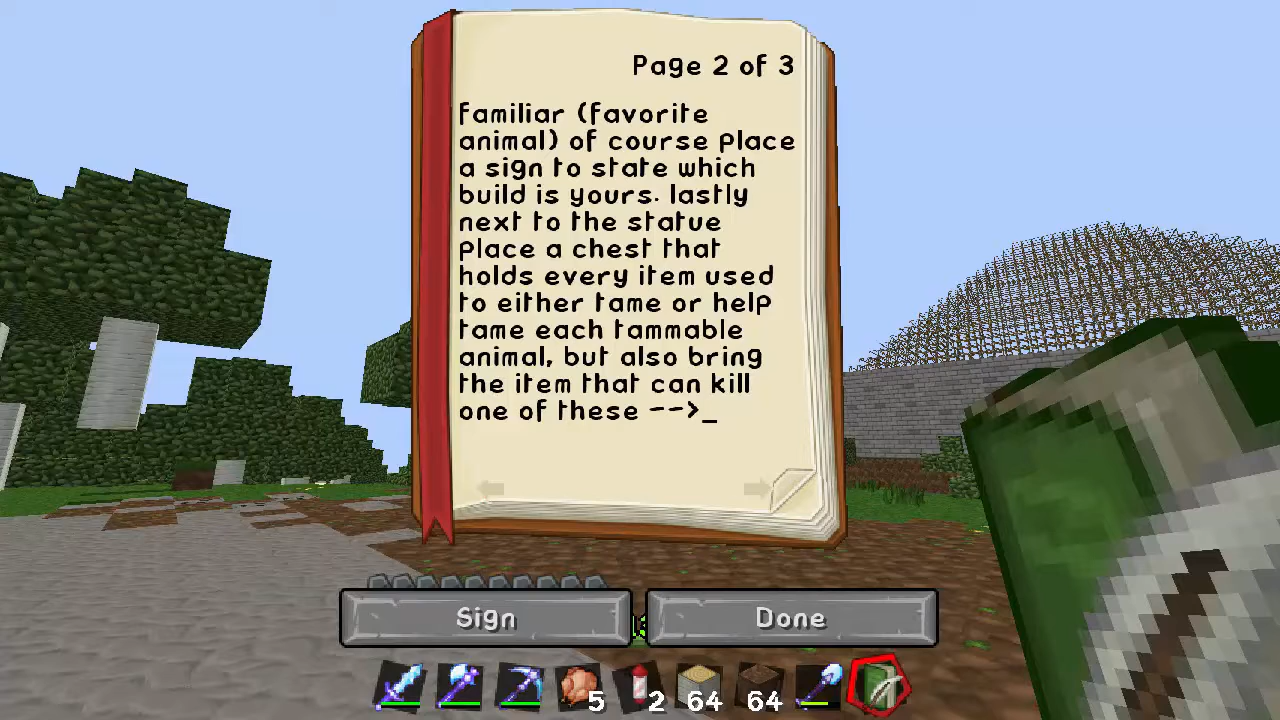 Page 2 of 3
familiar (favorite
animal) of course place
a sign to state which
build is yours. lastly
next to the statue
place a chest that
holds every item used
to either tame or help
tame each tammable
animal, but also bring
the item that can kill
one of these -->_
Sign
Done
5
2
64
64